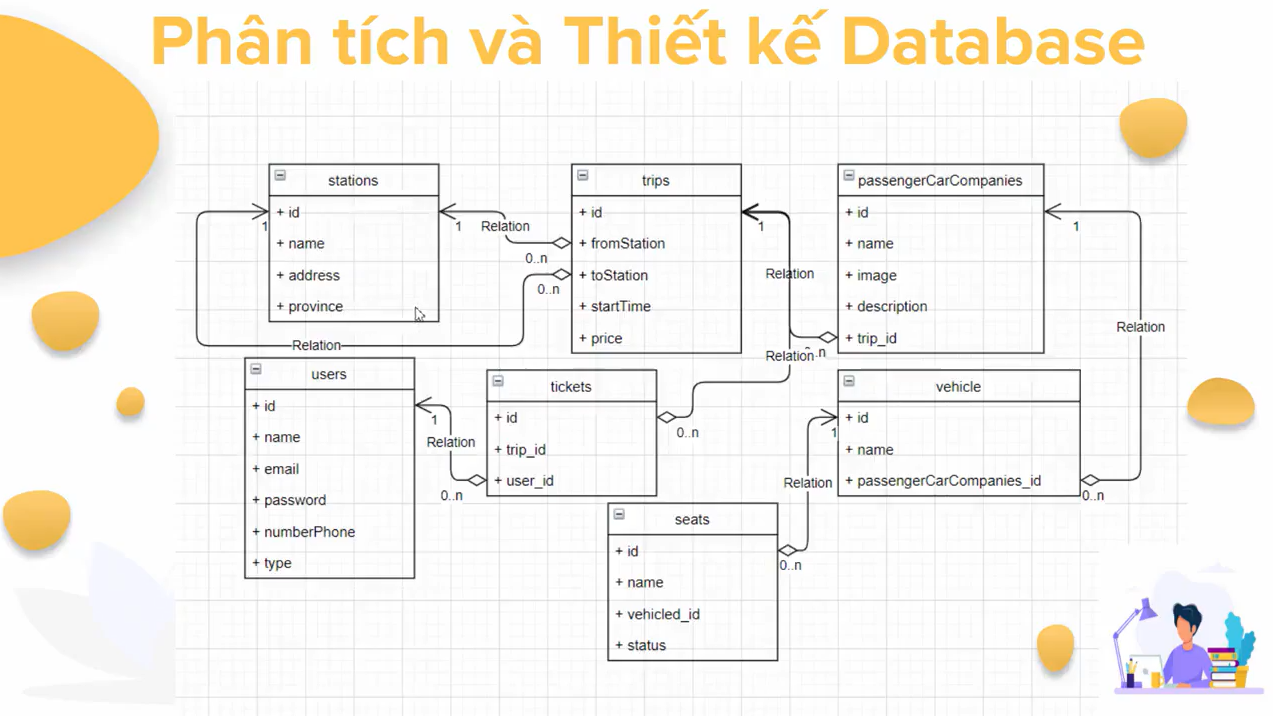 Phân tích và Thiết kế Database
stations
+ id
+ name
+ address
+ province
1
1
Relation
0..n
0..n
Relation
trips
+ id
+ fromStation
+ toStation
+ startTime
+ price
1
Relation
Relation
..n
passengerCarCompanies
+ id
+ name
+ image
+ description
+ trip_id
1
Relation
users
+ id
+ name
+ email
+ password
+ numberPhone
+ type
1
Relation
0..n
tickets
+ id
+ trip_id
+ user_id
0..n
vehicle
+ id
+ name
+ passengerCarCompanies_id
1
Relation
0..n
seats
+ id
+ name
+ vehicled_id
+ status
0..n